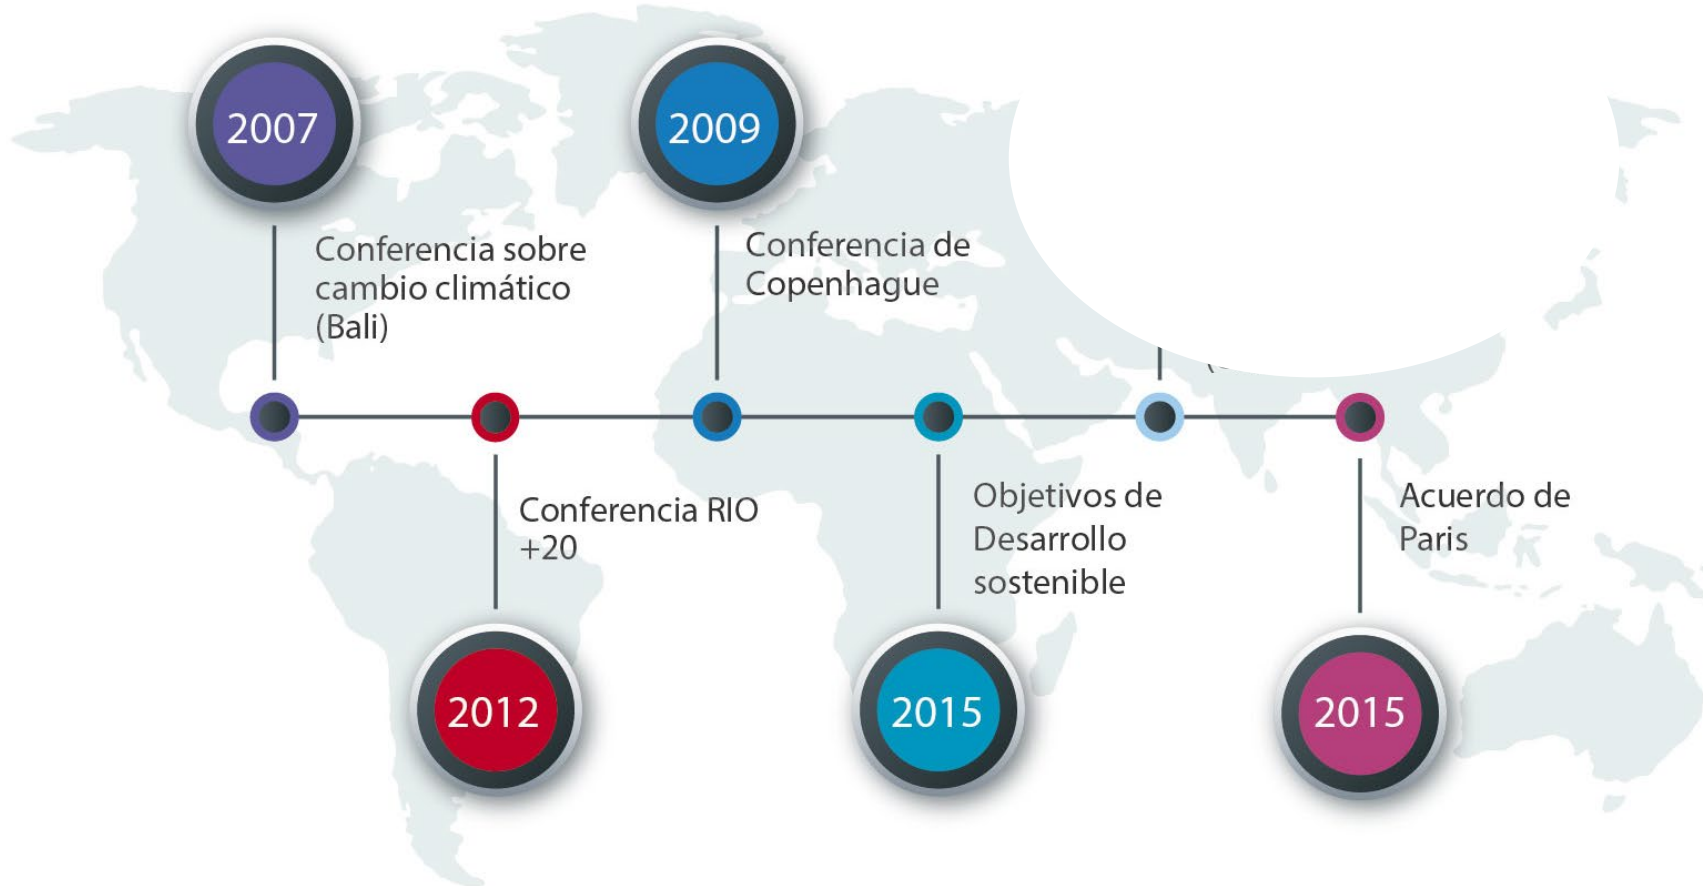 2007
Conferencia sobre
cambio climático
(Bali)
2009
Conferencia de
Copenhague
Conferencia RIO
+20
2012
Objetivos de
Desarrollo
sostenible
2015
Acuerdo de
Paris
2015